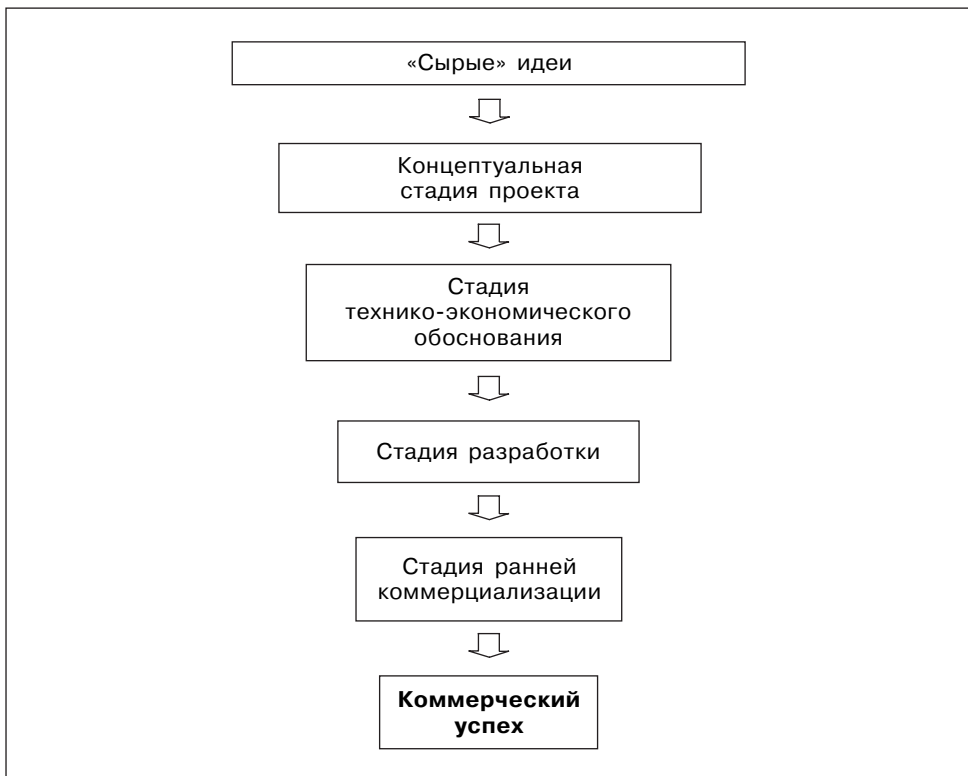 «Сырые» идеи
Концептуальная
стадия проекта
Стадия
технико-экономического
обоснования
Стадия разработки
Стадия ранней
коммерциализации
Коммерческий
успех